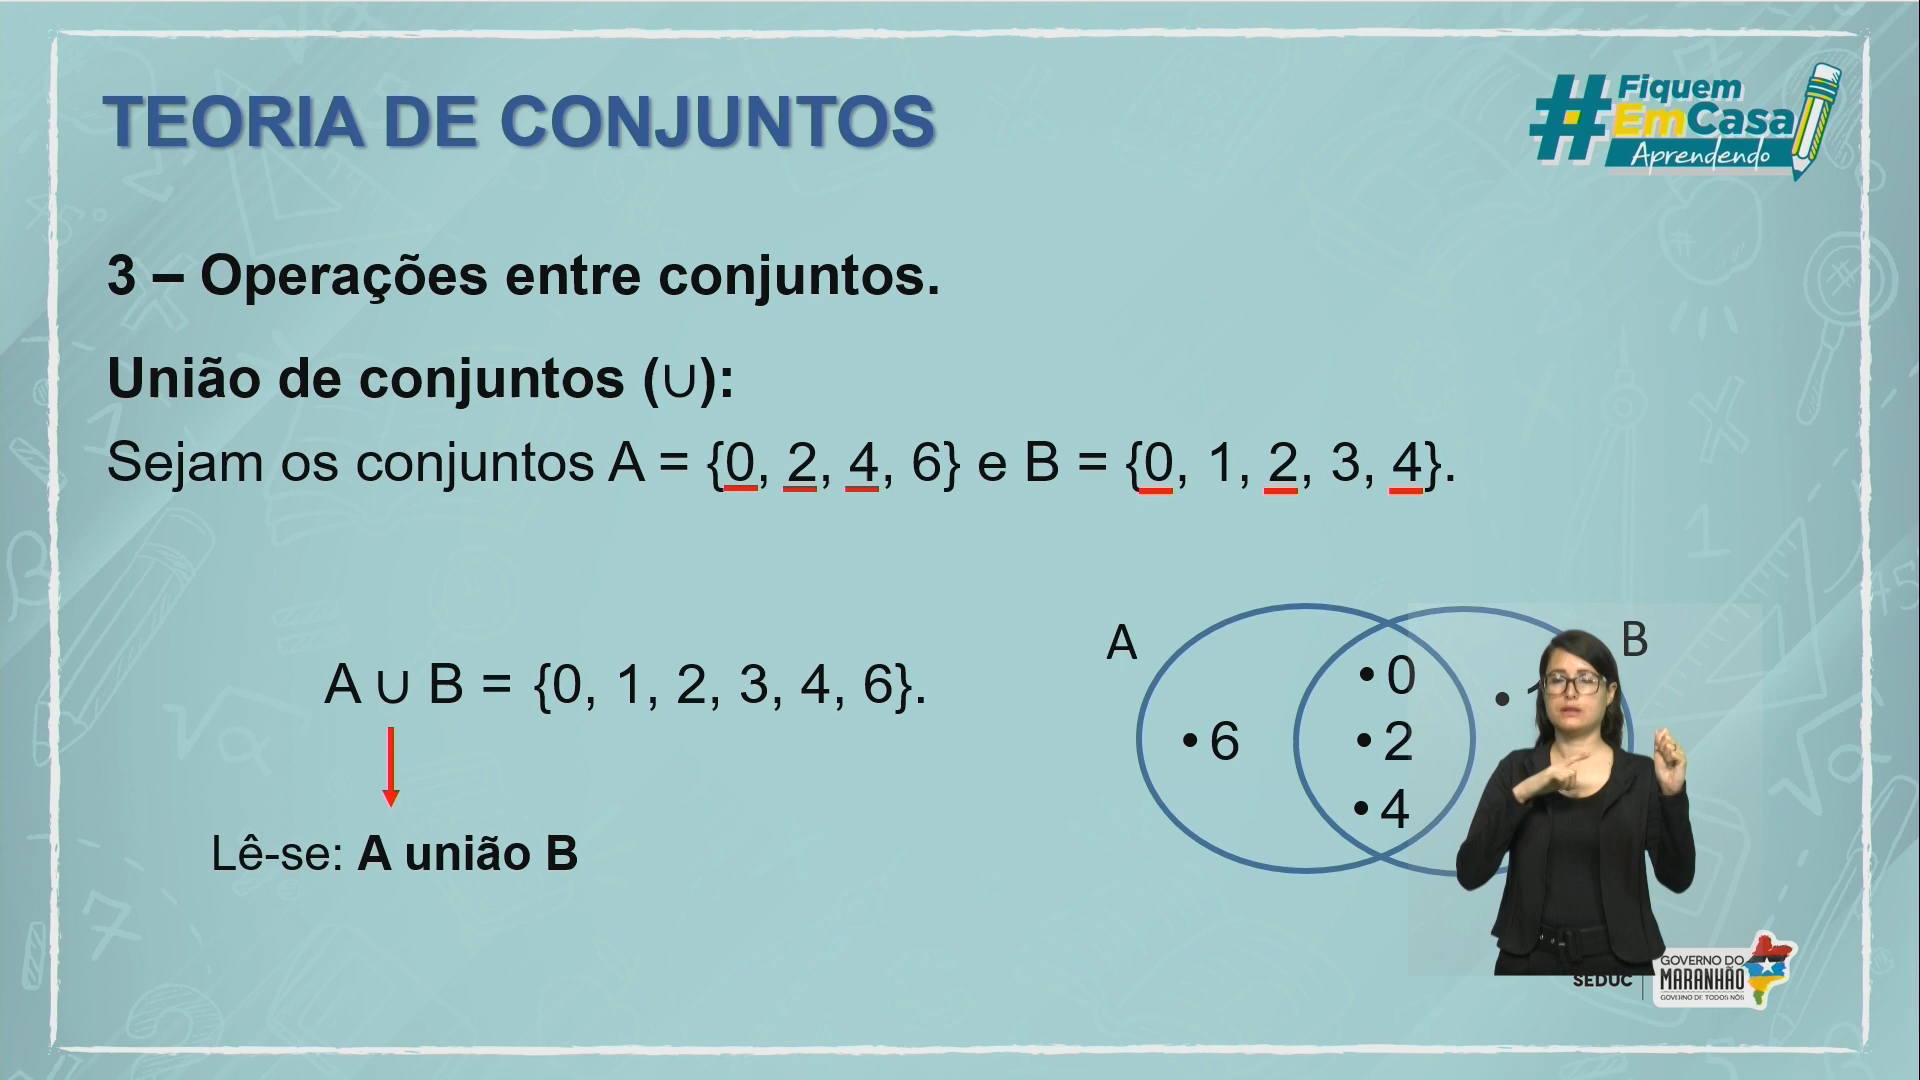 TEORIA DE CONJUNTOS
#Fiquem
EmCasa
Aprendendo
3 – Operações entre conjuntos.
União de conjuntos (∪):
Sejam os conjuntos A = {0, 2, 4, 6} e B = {0, 1, 2, 3, 4}.
A
B
• 0
•
A ∪ B = {0, 1, 2, 3, 4, 6}.
• 6
• 2
• 4
Lê-se: A união B
SEDUC
GOVERNO DO
MARANHÃO
GOVERNO DE TODOS NÓS